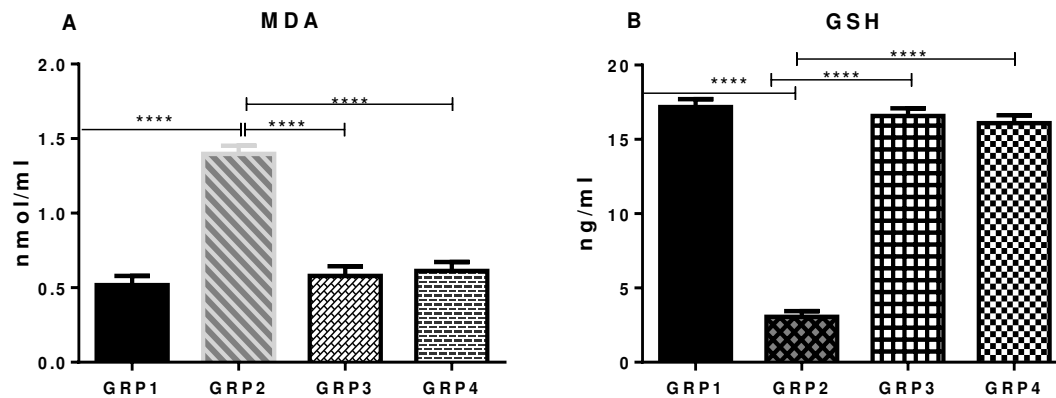 A
MDA
nmol/ml
2.0
1.5
1.0
0.5
0.0
****
****
****
GRP1 GRP2 GRP3 GRP4
B
GSH
ng/ml
20
15
10
5
0
****
****
****
GRP1 GRP2 GRP3 GRP4